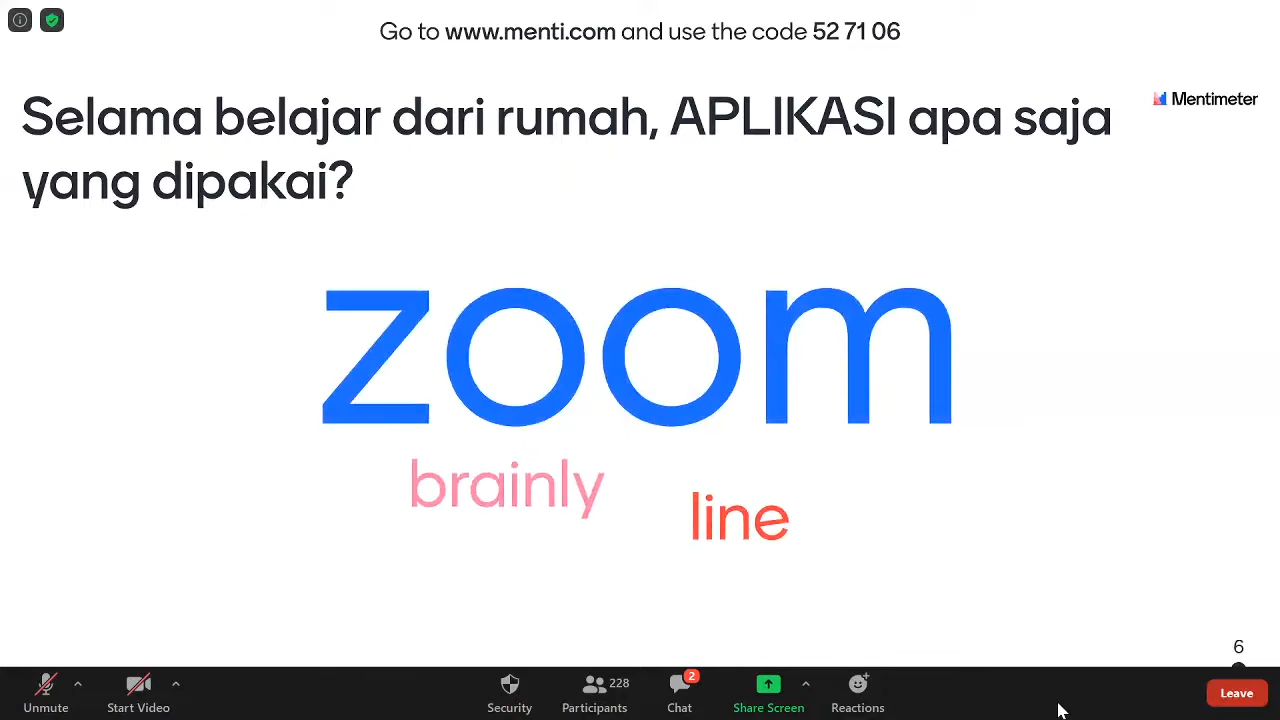 Go to www.menti.com and use the code 52 71 06
Mentimeter
Selama belajar dari rumah, APLIKASI apa saja
yang dipakai?
zoom
brainly
line
6
228
2
Unmute
Start Video
Security
Participants
Chat
Share Screen
Reactions
Leave